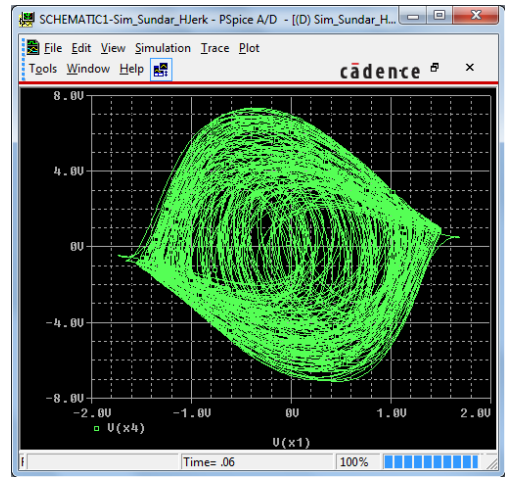 SCHEMATIC1-Sim_Sundar_HJerk - PSpice A/D - [(D) Sim_Sundar_H...
File Edit View Simulation Trace Plot
Tools Window Help
cādence
8.0V
4.0V
0V
-4.0V
-8.0V
-2.0V -1.0V 0V 1.0V 2.0V
V(x4)
V(x1)
Time= .06 100%